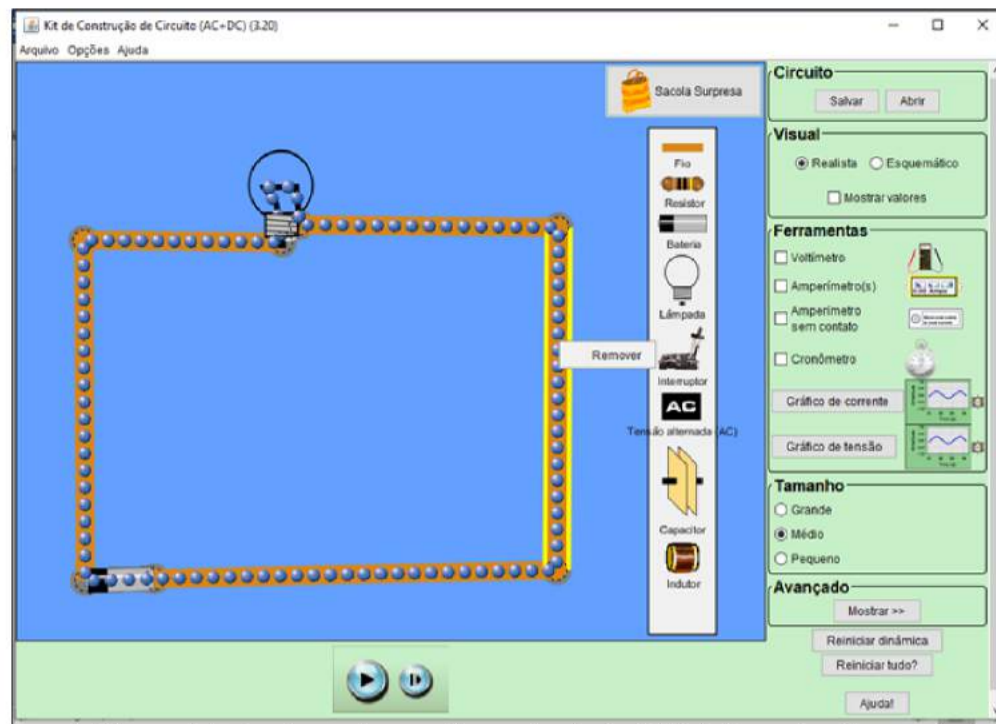 Kit de Construção de Circuito (AC+DC) (3.20)
Arquivo Opções Ajuda
Sacola Surpresa
Fio
Resistor
Bateria
Lâmpada
Remover
Interruptor
AC
Tensão alternada (AC)
Capacitor
Indutor
Circuito
Salvar Abrir
Visual
Realista Esquemático
Mostrar valores
Ferramentas
Voltímetro
Amperímetro(s)
Amperímetro
sem contato
Cronômetro
Gráfico de corrente
Gráfico de tensão
Tamanho
Grande
Médio
Pequeno
Avançado
Mostrar >>
Reiniciar dinâmica
Reiniciar tudo?
Ajuda!